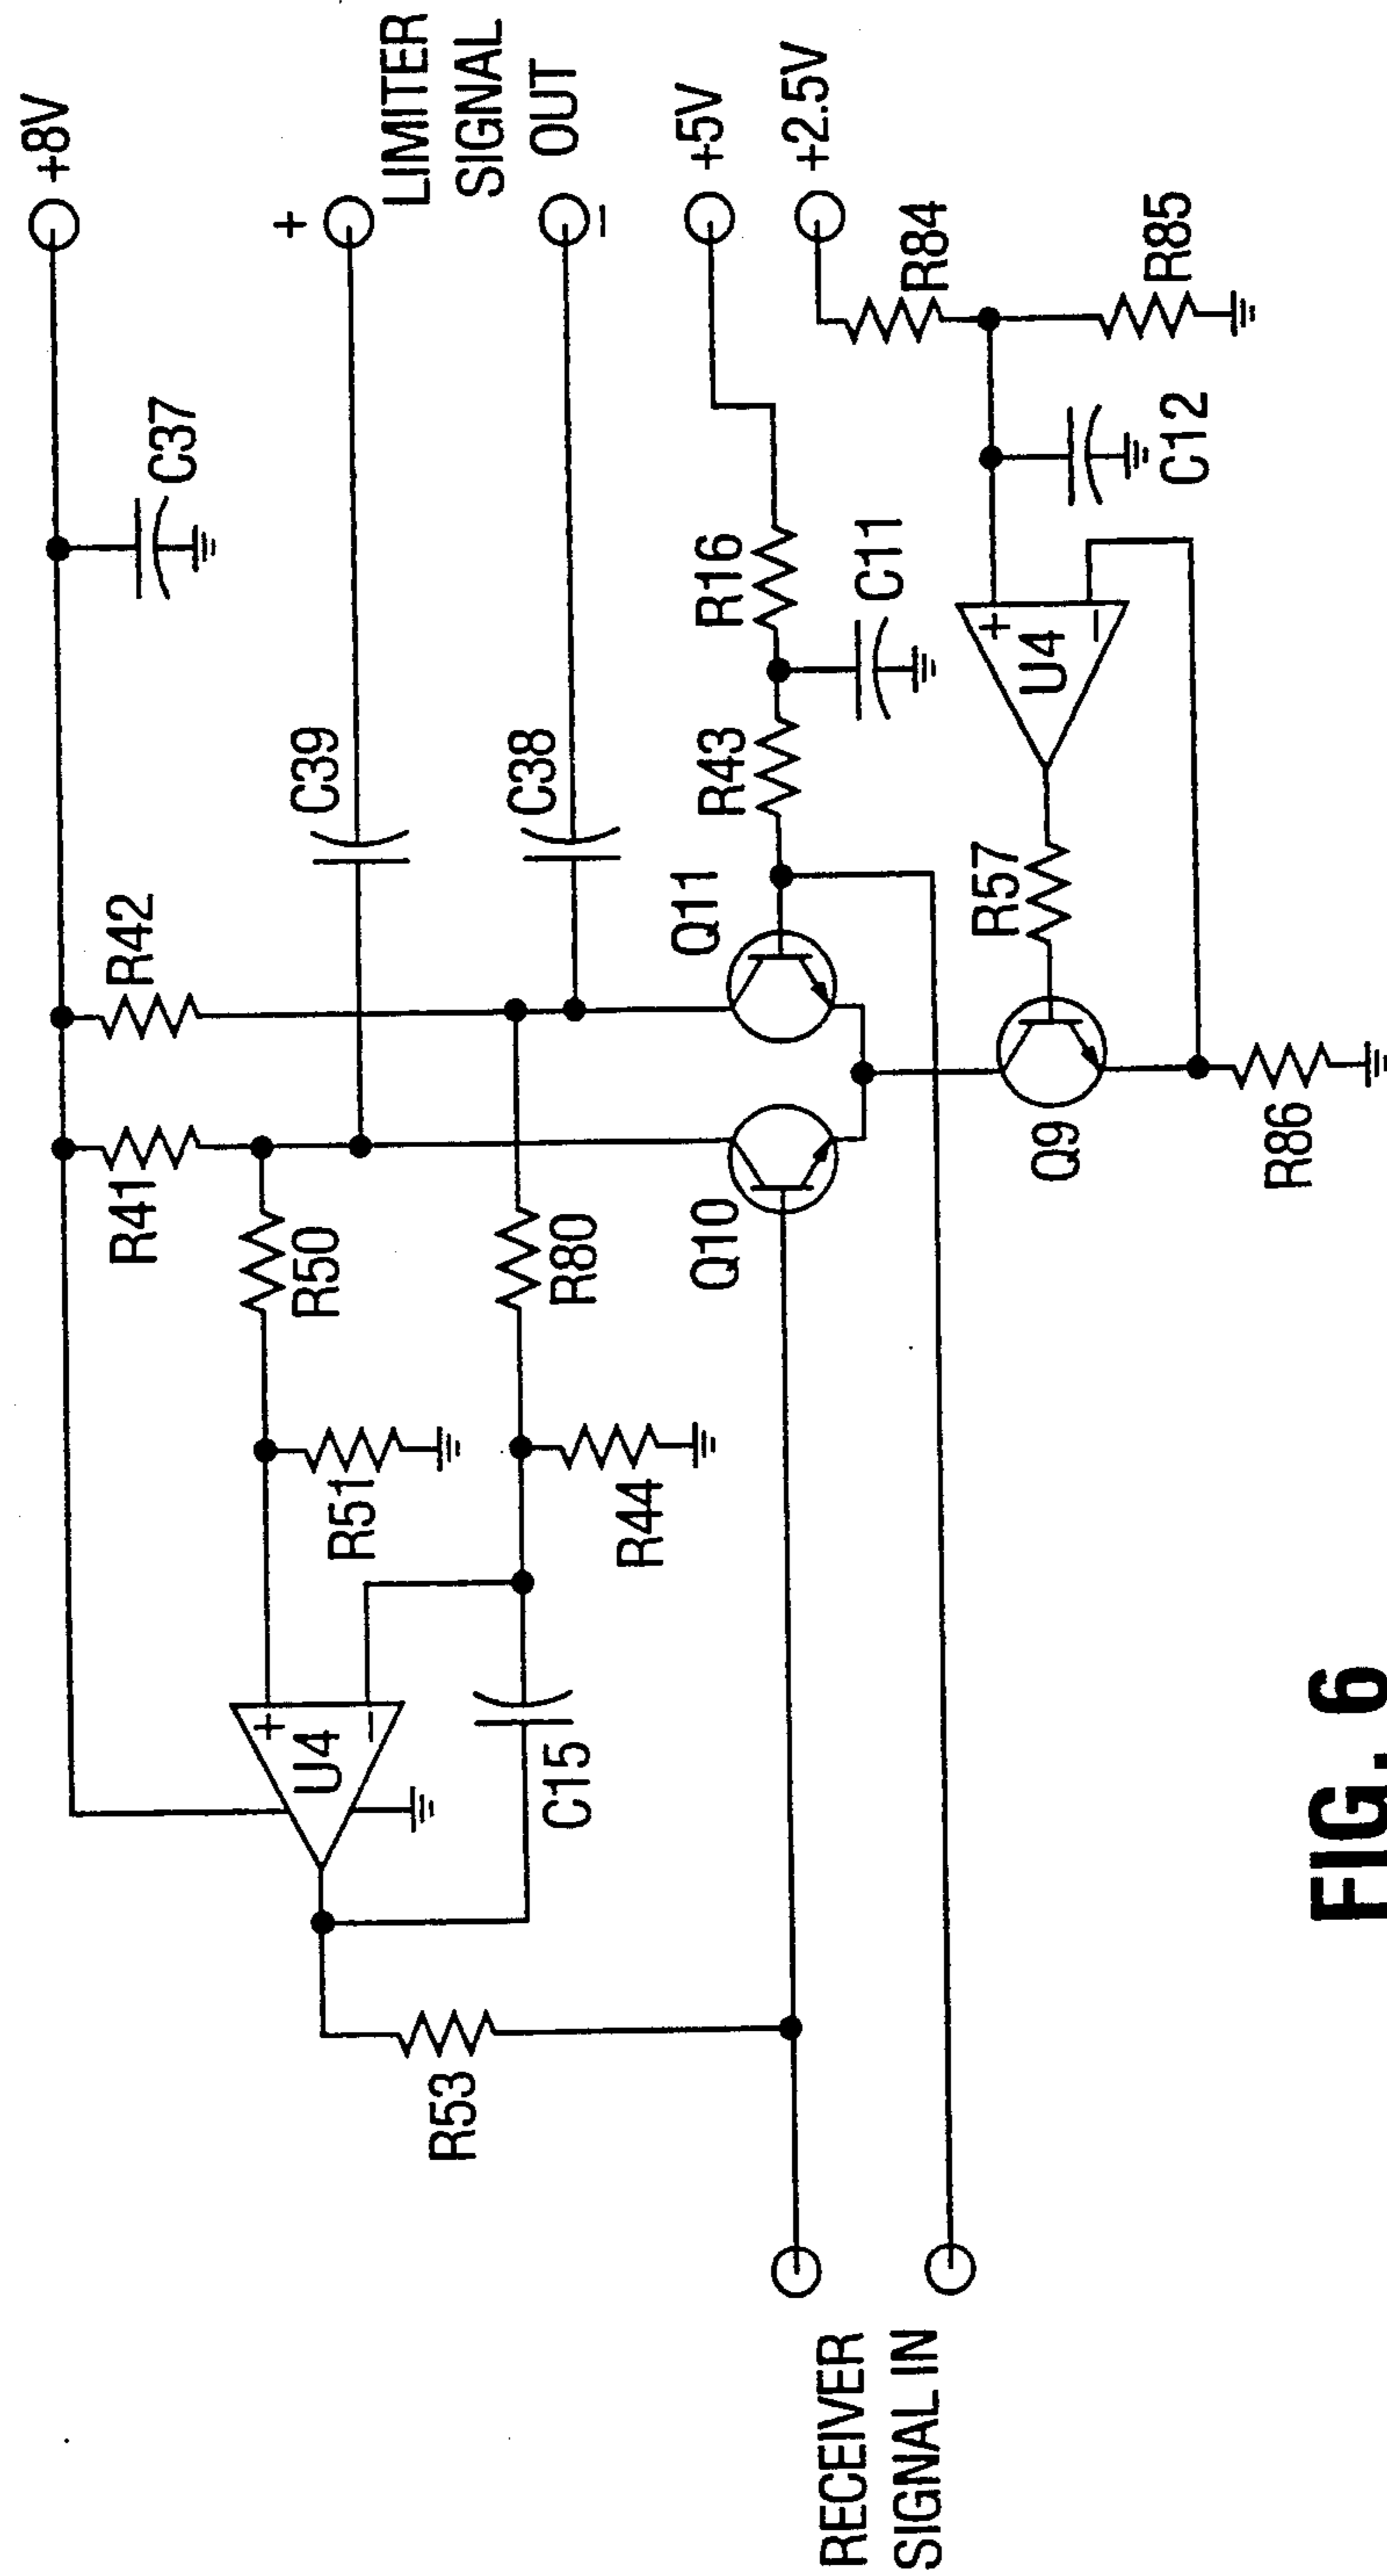 +8V
C37
R42
R41
+
LIMITER
SIGNAL
OUT
−
C39
C38
R50
R51
R80
R44
+
−
U4
C15
R53
Q10
Q11
R43
R16
C11
+5V
+2.5V
R84
R85
C12
+
−
U4
R57
Q9
R86
RECEIVER
SIGNAL IN
FIG. 6